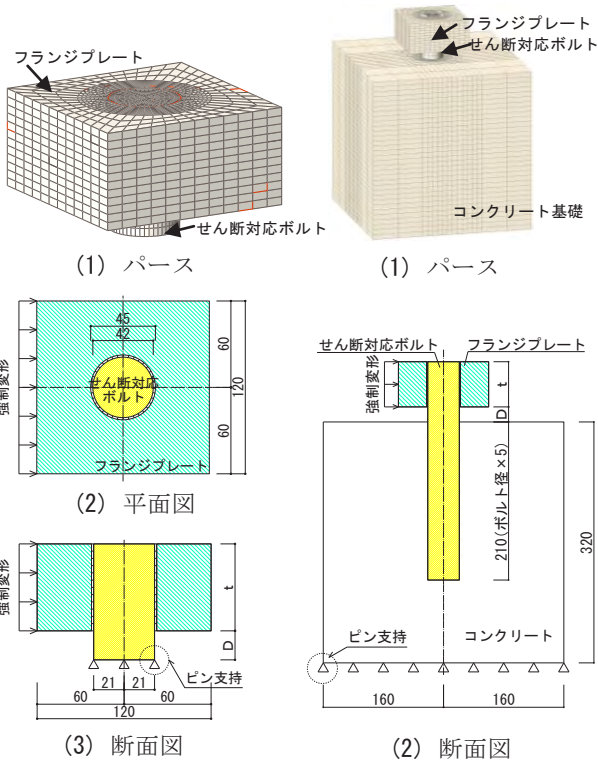 フランジプレート
せん断対応ボルト
(1) パース
45
42
せん断対応
ボルト
強制変形
60
120
60
フランジプレート
(2) 平面図
強制変形
t
D
ピン支持
21
21
60
60
120
(3) 断面図
フランジプレート
せん断対応ボルト
コンクリート基礎
(1) パース
せん断対応ボルト
フランジプレート
強制変形
t
D
210(ボルト径×5)
320
ピン支持
コンクリート
160
160
(2) 断面図